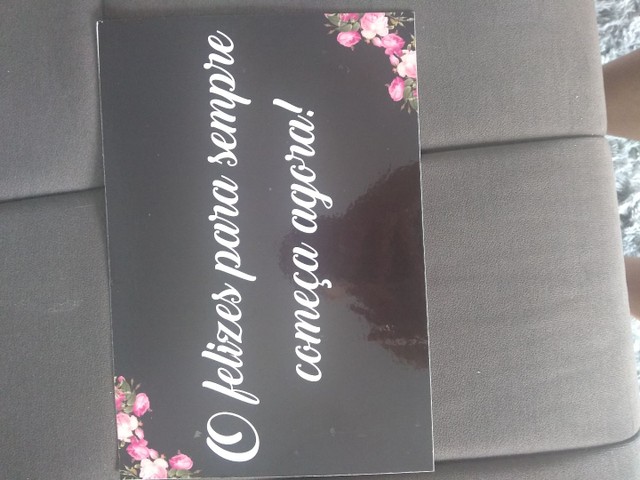 O felizes para sempre
começa agora!